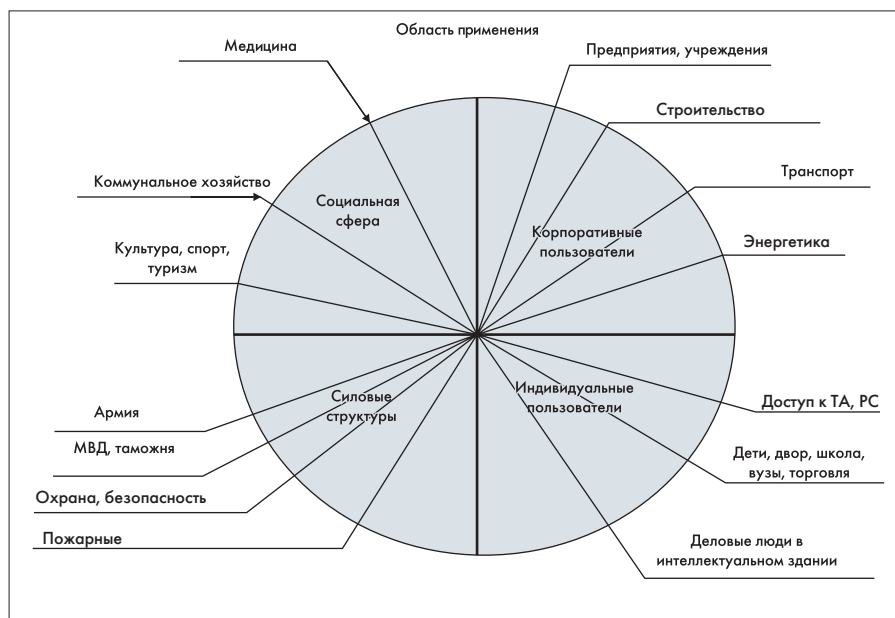 Область применения
Медицина
Предприятия, учреждения
Строительство
Коммунальное хозяйство
Транспорт
Социальная
сфера
Корпоративные
пользователи
Культура, спорт,
туризм
Энергетика
Армия
Силовые
структуры
Индивидуальные
пользователи
Доступ к ТА, РС
МВД, таможня
Дети, двор, школа,
вузы, торговля
Охрана, безопасность
Пожарные
Деловые люди в
интеллектуальном здании